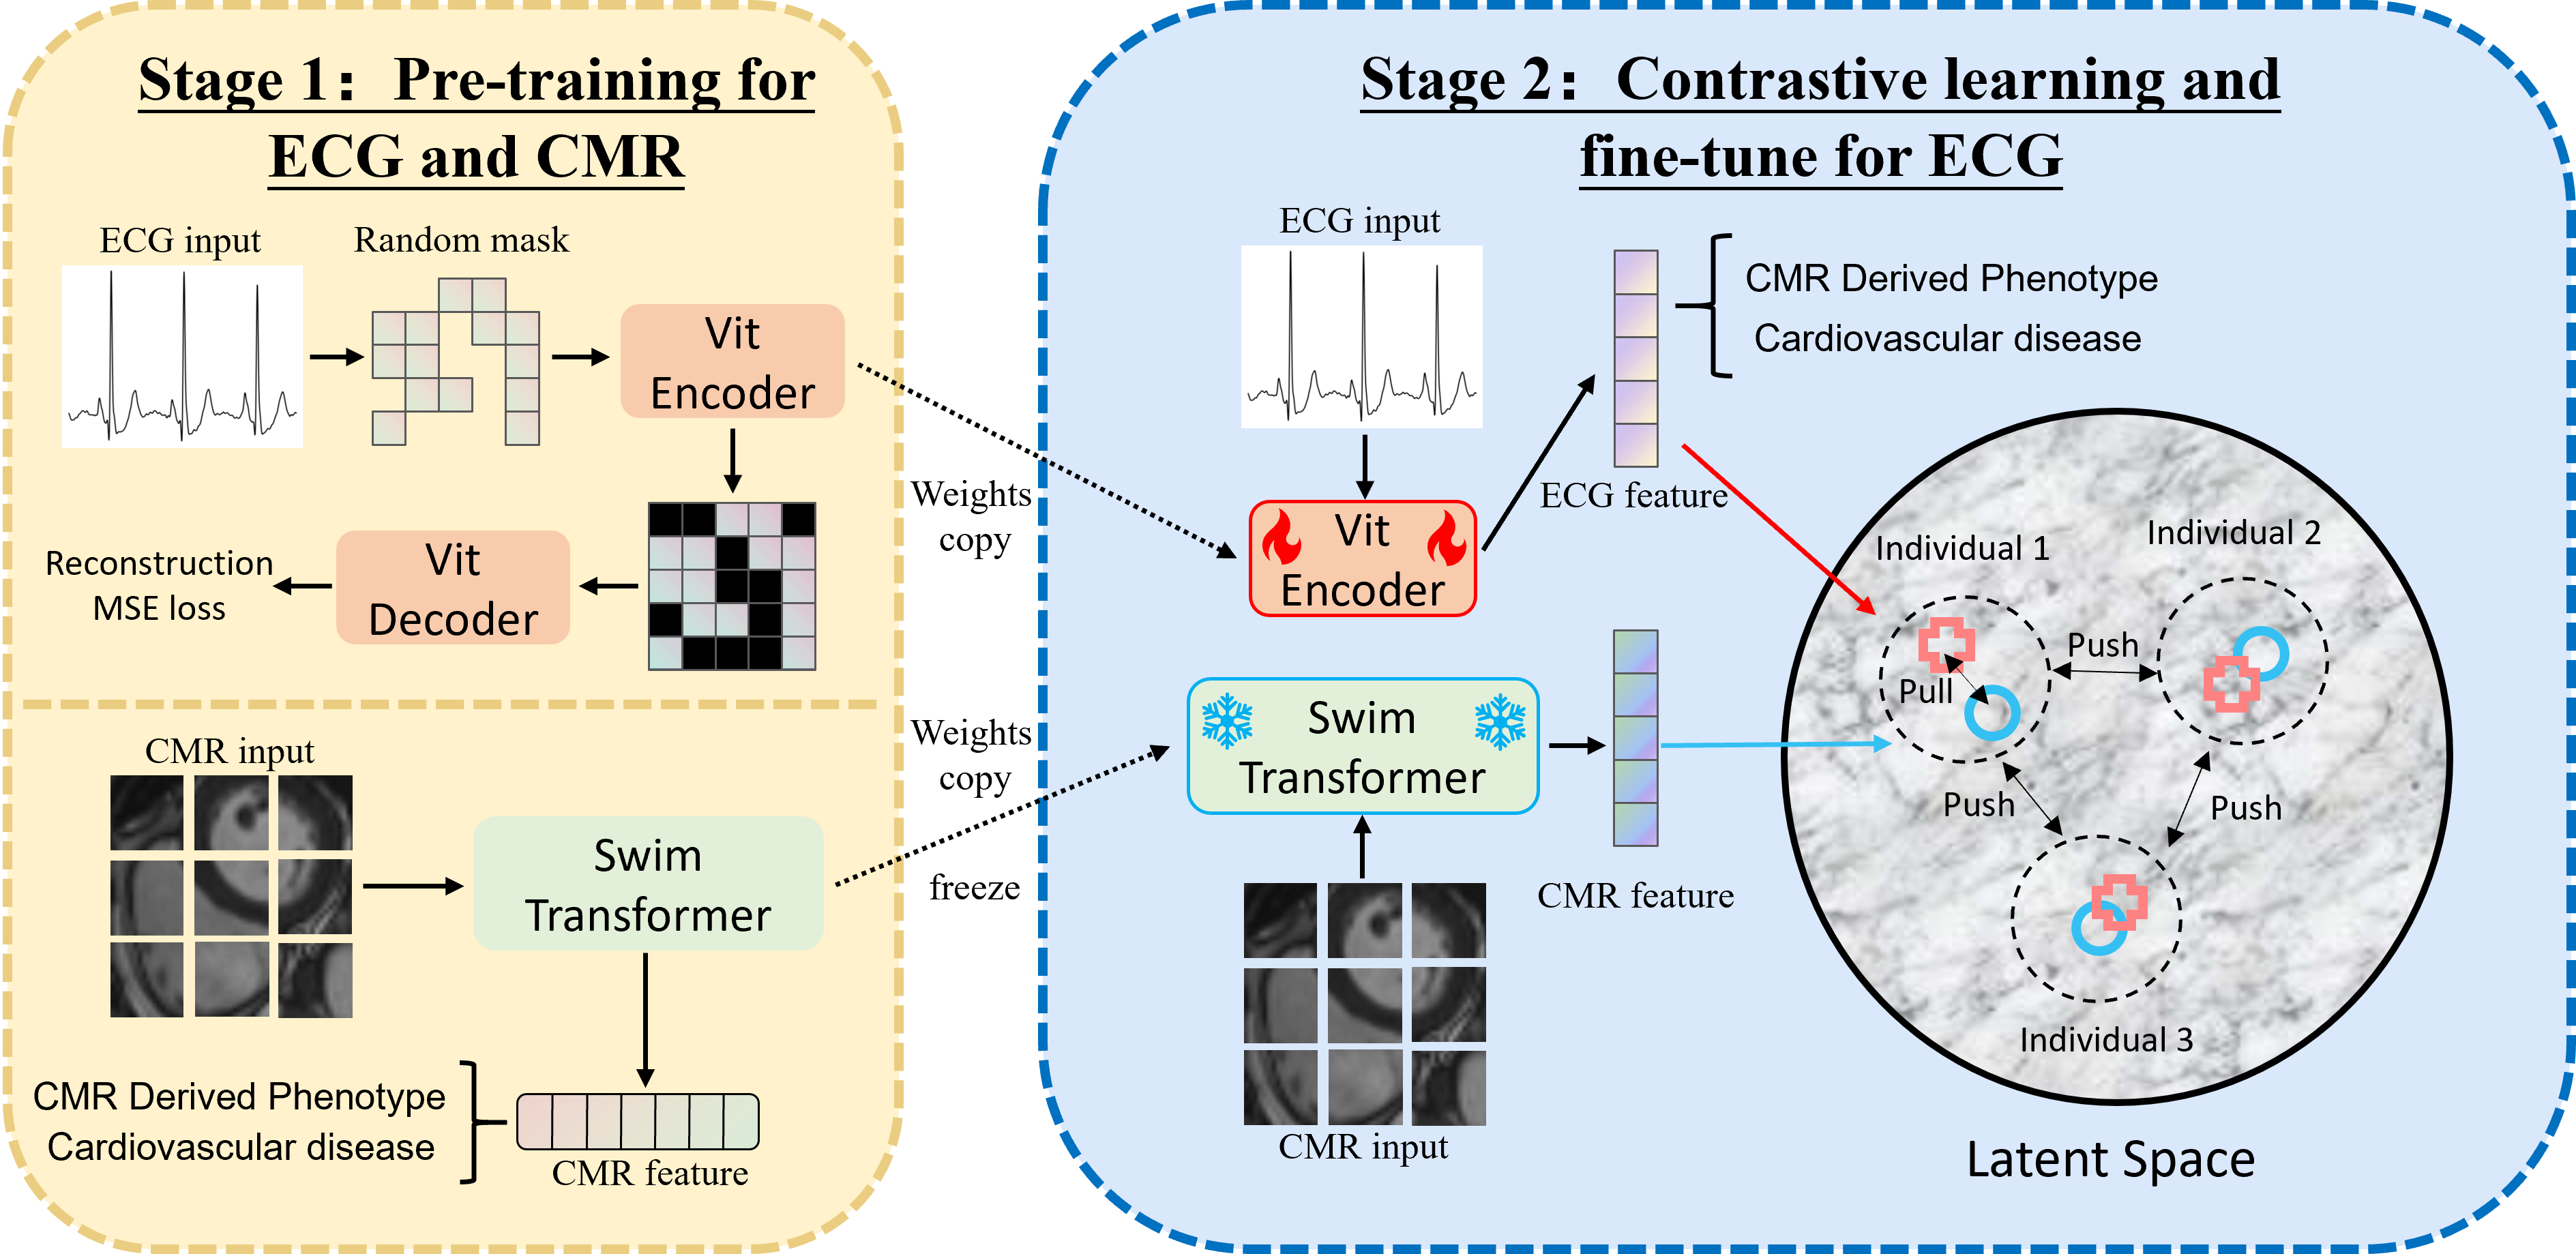 Stage 1：Pre-training for
ECG and CMR
ECG input
Random mask
Vit
Encoder
Vit
Decoder
Reconstruction
MSE loss
CMR input
Swim
Transformer
CMR Derived Phenotype
Cardiovascular disease
CMR feature
Weights
copy
Weights
copy
freeze
Stage 2：Contrastive learning and
fine-tune for ECG
ECG input
CMR Derived Phenotype
Cardiovascular disease
ECG feature
Vit
Encoder
Swim
Transformer
CMR feature
CMR input
Individual 1
Individual 2
Pull
Push
Push
Push
Individual 3
Latent Space